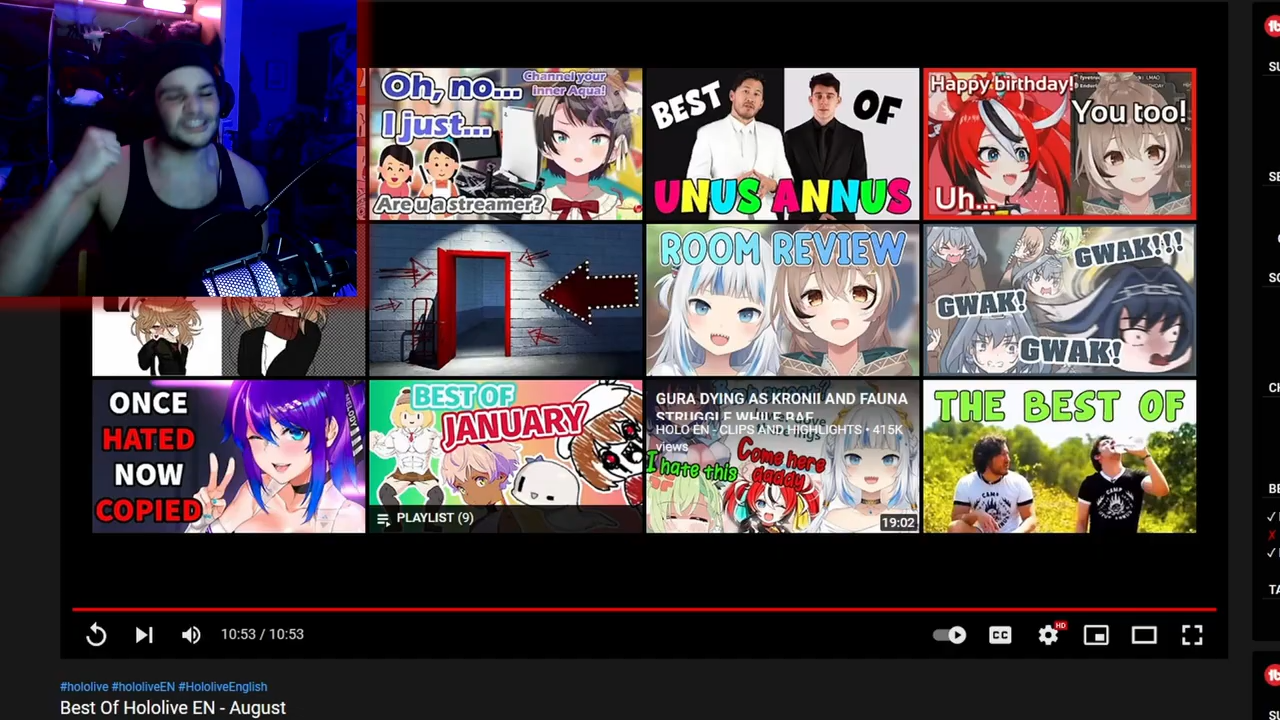 Oh, no...
Channel your
inner Aqua!
I just...
Are u a streamer?
BEST
OF
UNUS ANNUS
Happy birthday!
You too!
Uh...
ROOM REVIEW
GWAK!!!
GWAK!
GWAK!
ONCE
HATED
NOW
COPIED
BEST OF
JANUARY
PLAYLIST (9)
GURA DYING AS KRONII AND FAUNA
STRUGGLE WHILE RAE
HOLO EN - CLIPS AND HIGHLIGHTS • 415K
views
I hate this
Come here
19:02
THE BEST OF
10:53 / 10:53
CC
HD
#hololive #hololiveEN #HololiveEnglish
Best Of Hololive EN - August